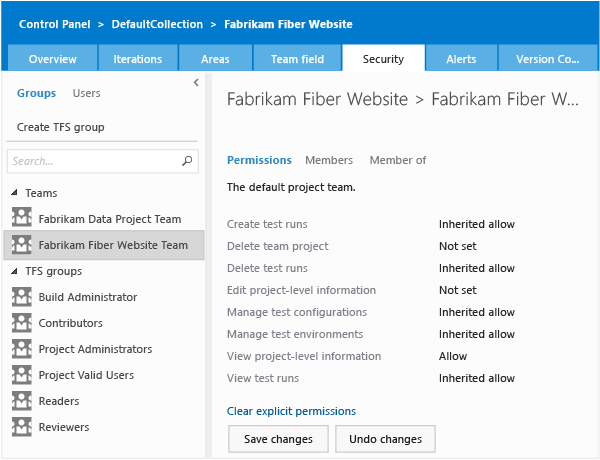 Control Panel > DefaultCollection > Fabrikam Fiber Website
Overview Iterations Areas Team field Security Alerts Version Co...
Groups Users
Create TFS group
Search...
Teams
Fabrikam Data Project Team
Fabrikam Fiber Website Team
TFS groups
Build Administrator
Contributors
Project Administrators
Project Valid Users
Readers
Reviewers
Fabrikam Fiber Website > Fabrikam Fiber W...
Permissions Members Member of
The default project team.
Create test runs Inherited allow
Delete team project Not set
Delete test runs Inherited allow
Edit project-level information Not set
Manage test configurations Inherited allow
Manage test environments Inherited allow
View project-level information Allow
View test runs Inherited allow
Clear explicit permissions
Save changes Undo changes